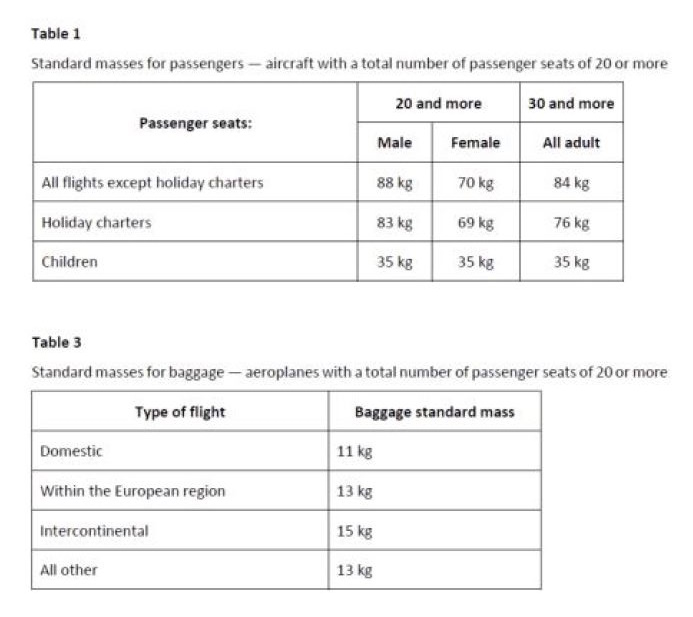 Table 1
Standard masses for passengers — aircraft with a total number of passenger seats of 20 or more
Passenger seats:
20 and more
30 and more
Male
Female
All adult
All flights except holiday charters 88 kg 70 kg 84 kg
Holiday charters 83 kg 69 kg 76 kg
Children 35 kg 35 kg 35 kg
Table 3
Standard masses for baggage — aeroplanes with a total number of passenger seats of 20 or more
Type of flight Baggage standard mass
Domestic 11 kg
Within the European region 13 kg
Intercontinental 15 kg
All other 13 kg